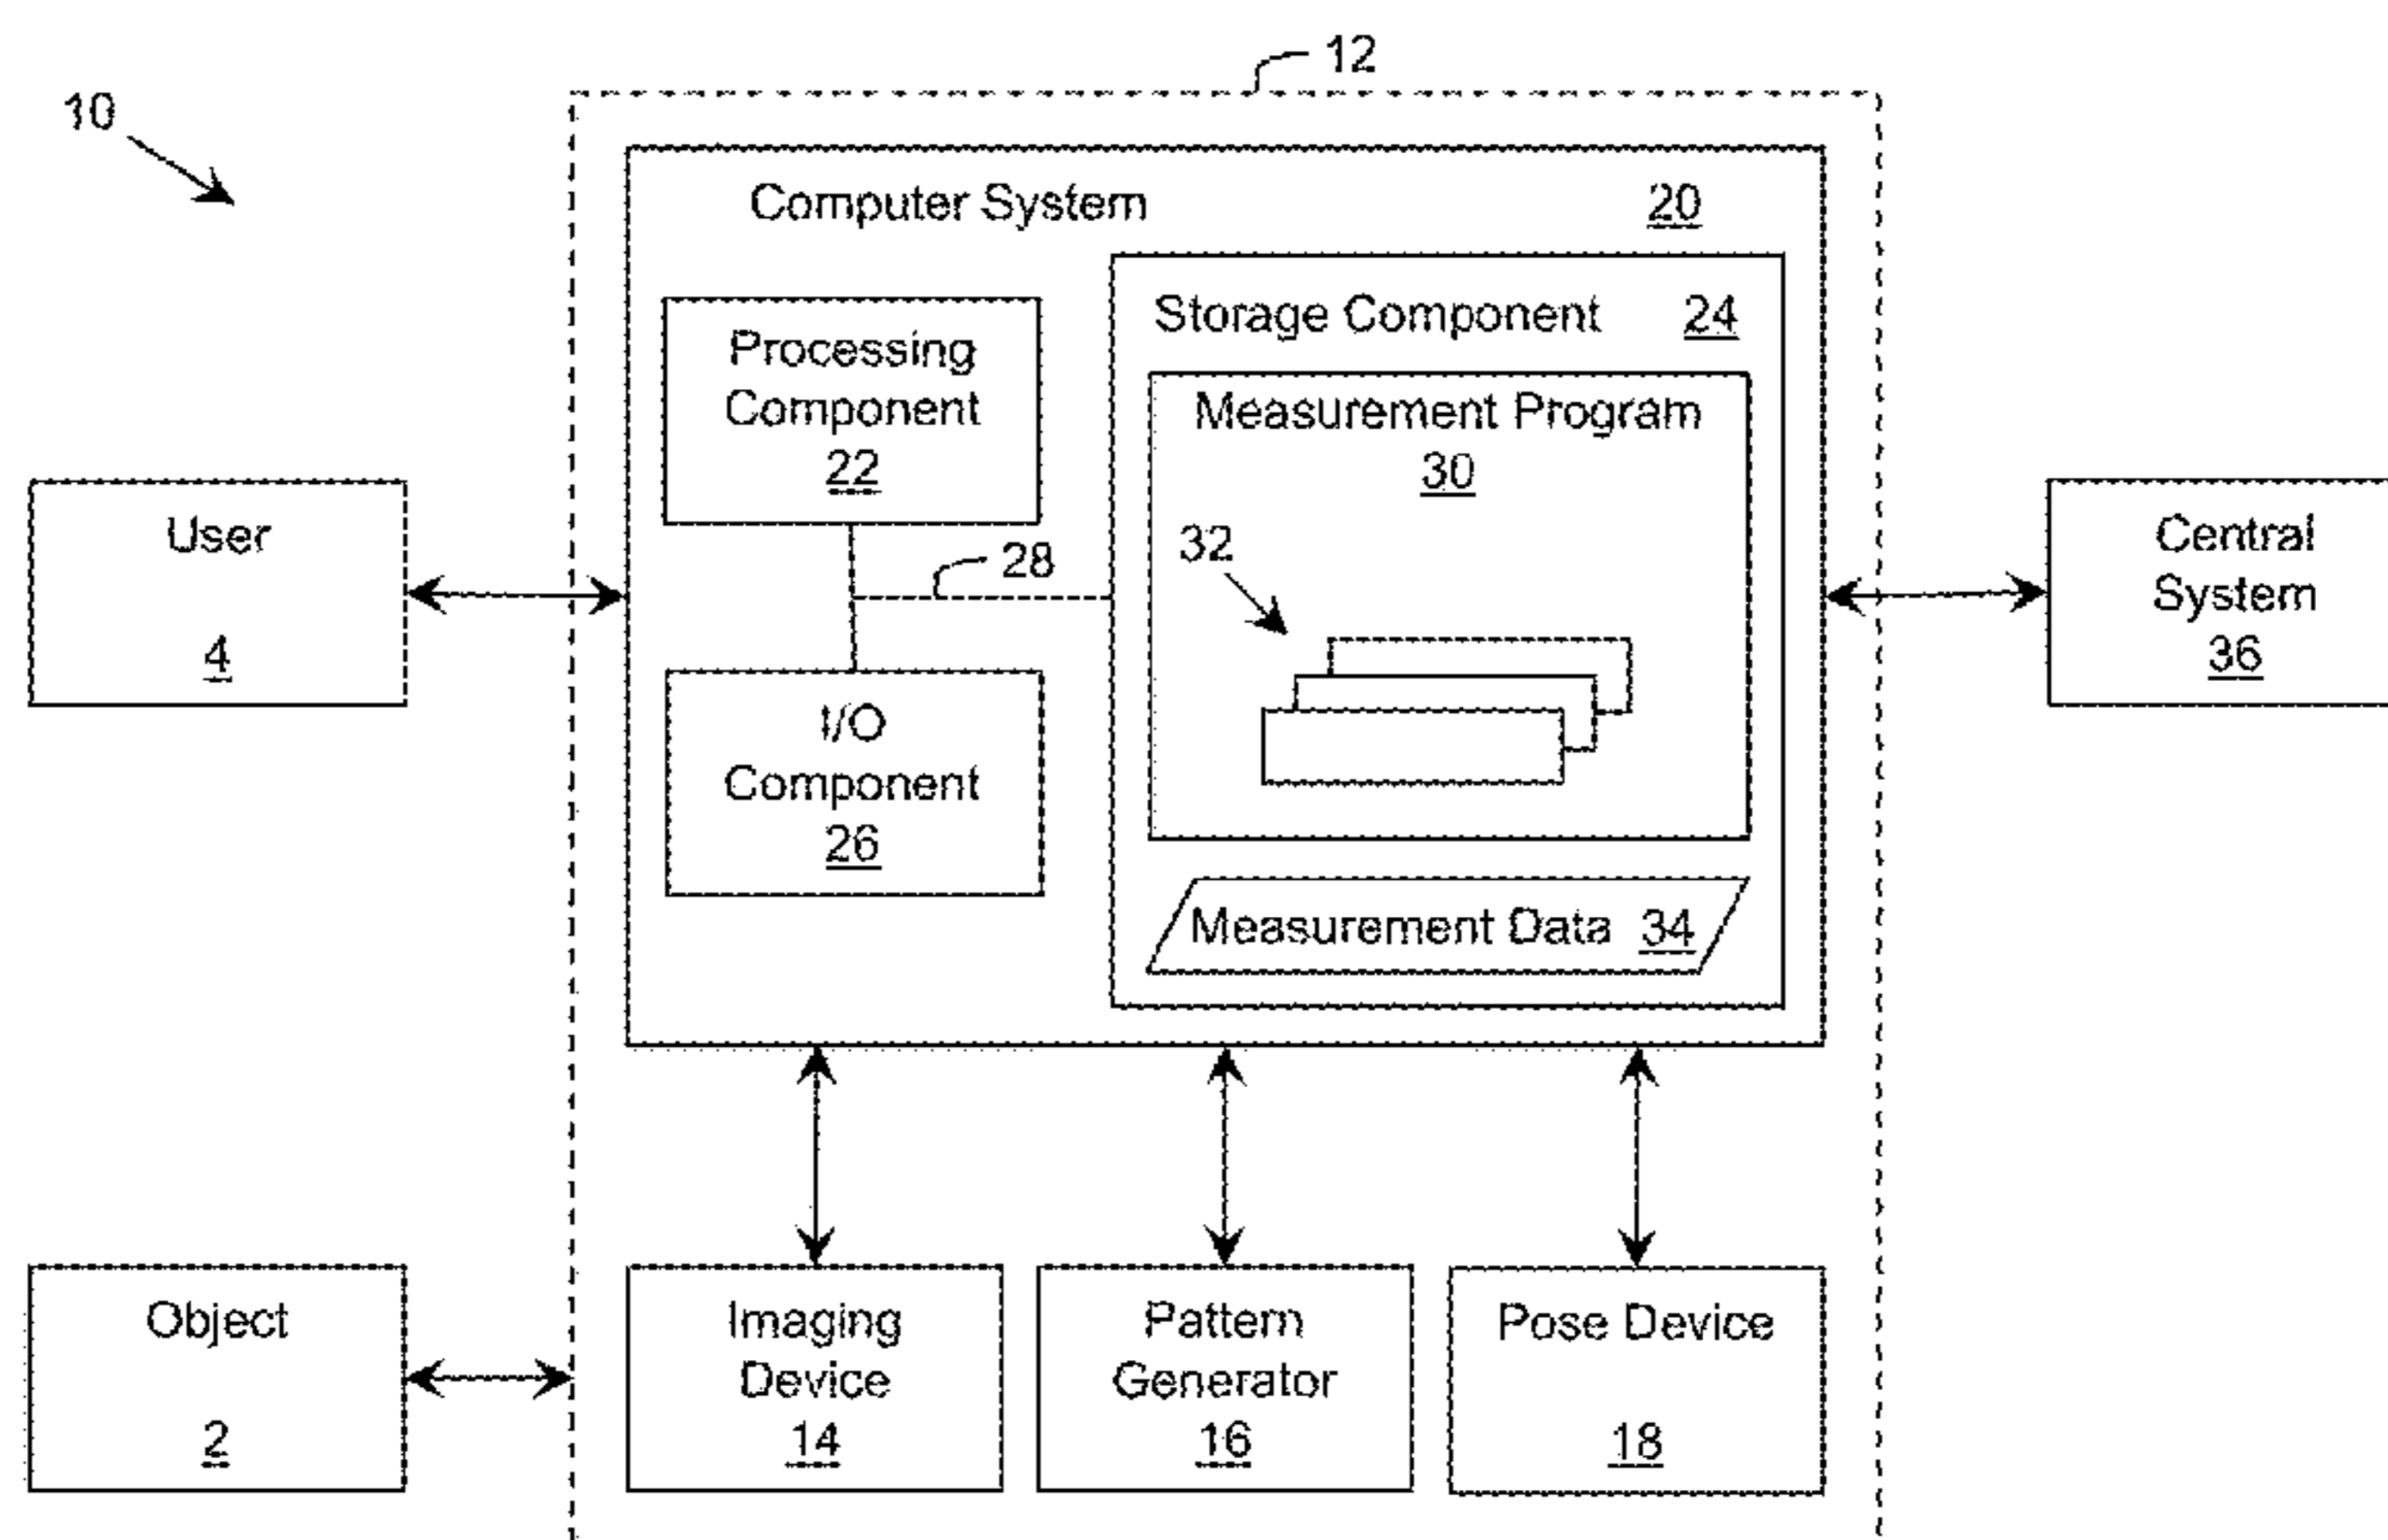 12
10
Computer System 20
Processing
Component
22
Storage Component 24
Measurement Program
30
32
28
User
4
Central
System
36
I/O
Component
26
Measurement Data 34
Object
2
Imaging
Device
14
Pattern
Generator
16
Pose Device
18